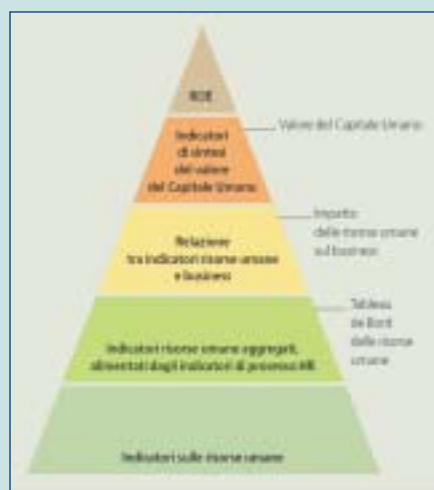 Indicatori
di sintesi
del valore
del Capitale Umano
Valore del Capitale Umano
Relazione
tra indicatori risorse umane
e business
Impatto
delle risorse umane
sul business
Indicatori risorse umane aggregati,
alimentati dagli indicatori di processo HR
Tableau
de Bord
delle risorse
umane
Indicatori sulle risorse umane